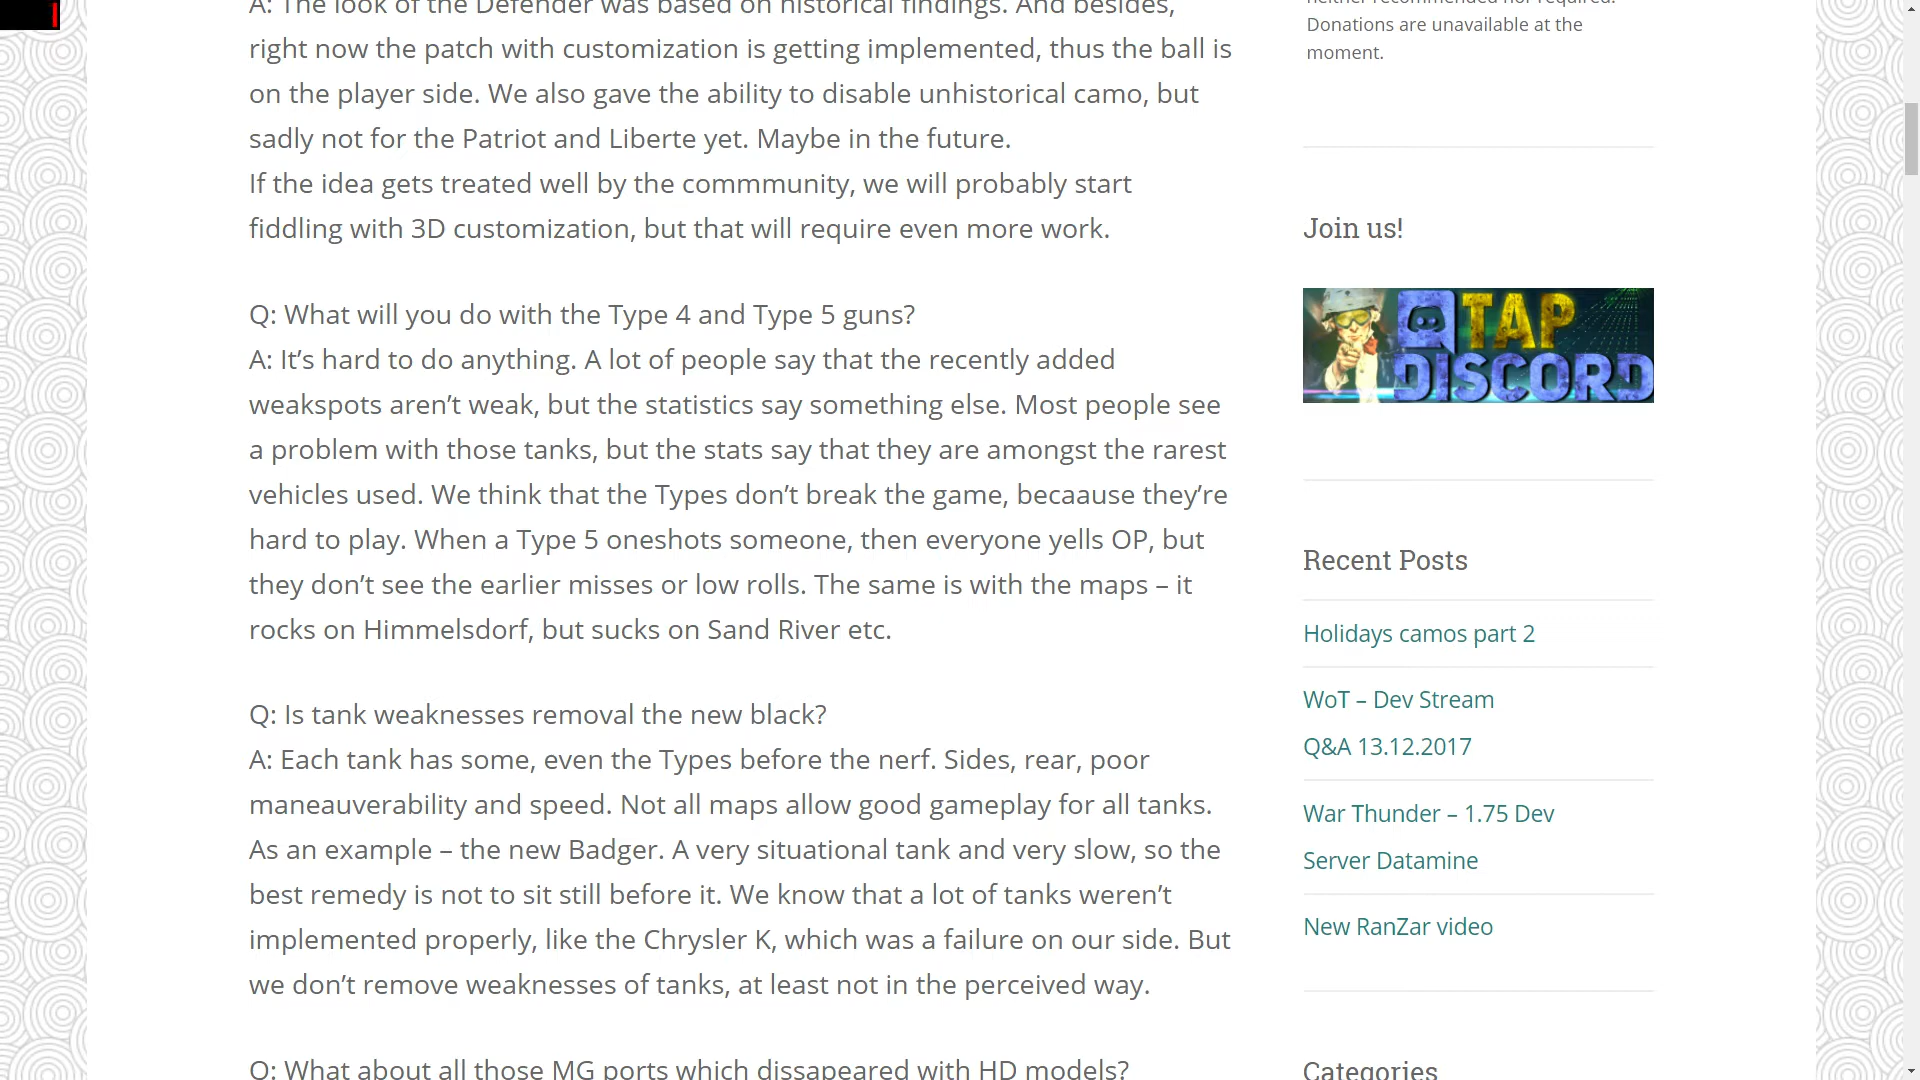 A: The look of the Defender was based on historical findings. And besides,
right now the patch with customization is getting implemented, thus the ball is
on the player side. We also gave the ability to disable unhistorical camo, but
sadly not for the Patriot and Liberte yet. Maybe in the future.
If the idea gets treated well by the commmunity, we will probably start
fiddling with 3D customization, but that will require even more work.
Q: What will you do with the Type 4 and Type 5 guns?
A: It’s hard to do anything. A lot of people say that the recently added
weakspots aren’t weak, but the statistics say something else. Most people see
a problem with those tanks, but the stats say that they are amongst the rarest
vehicles used. We think that the Types don’t break the game, becaause they’re
hard to play. When a Type 5 oneshots someone, then everyone yells OP, but
they don’t see the earlier misses or low rolls. The same is with the maps – it
rocks on Himmelsdorf, but sucks on Sand River etc.
Q: Is tank weaknesses removal the new black?
A: Each tank has some, even the Types before the nerf. Sides, rear, poor
maneauverability and speed. Not all maps allow good gameplay for all tanks.
As an example – the new Badger. A very situational tank and very slow, so the
best remedy is not to sit still before it. We know that a lot of tanks weren’t
implemented properly, like the Chrysler K, which was a failure on our side. But
we don’t remove weaknesses of tanks, at least not in the perceived way.
Q: What about all those MG ports which dissapeared with HD models?
neither recommended nor required.
Donations are unavailable at the
moment.
Join us!
TAP
DISCORD
Recent Posts
Holidays camos part 2
WoT – Dev Stream
Q&A 13.12.2017
War Thunder – 1.75 Dev
Server Datamine
New RanZar video
Categories